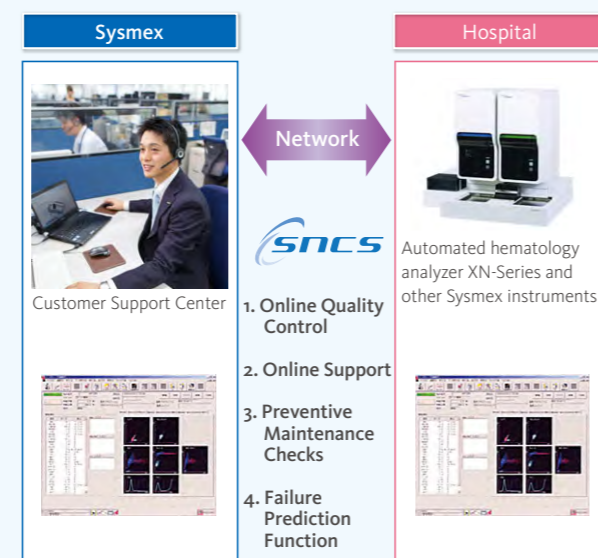 Sysmex
Hospital
Network
sncs
Customer Support Center
Automated hematology
analyzer XN-Series and
other Sysmex instruments
1. Online Quality
Control
2. Online Support
3. Preventive
Maintenance
Checks
4. Failure
Prediction
Function